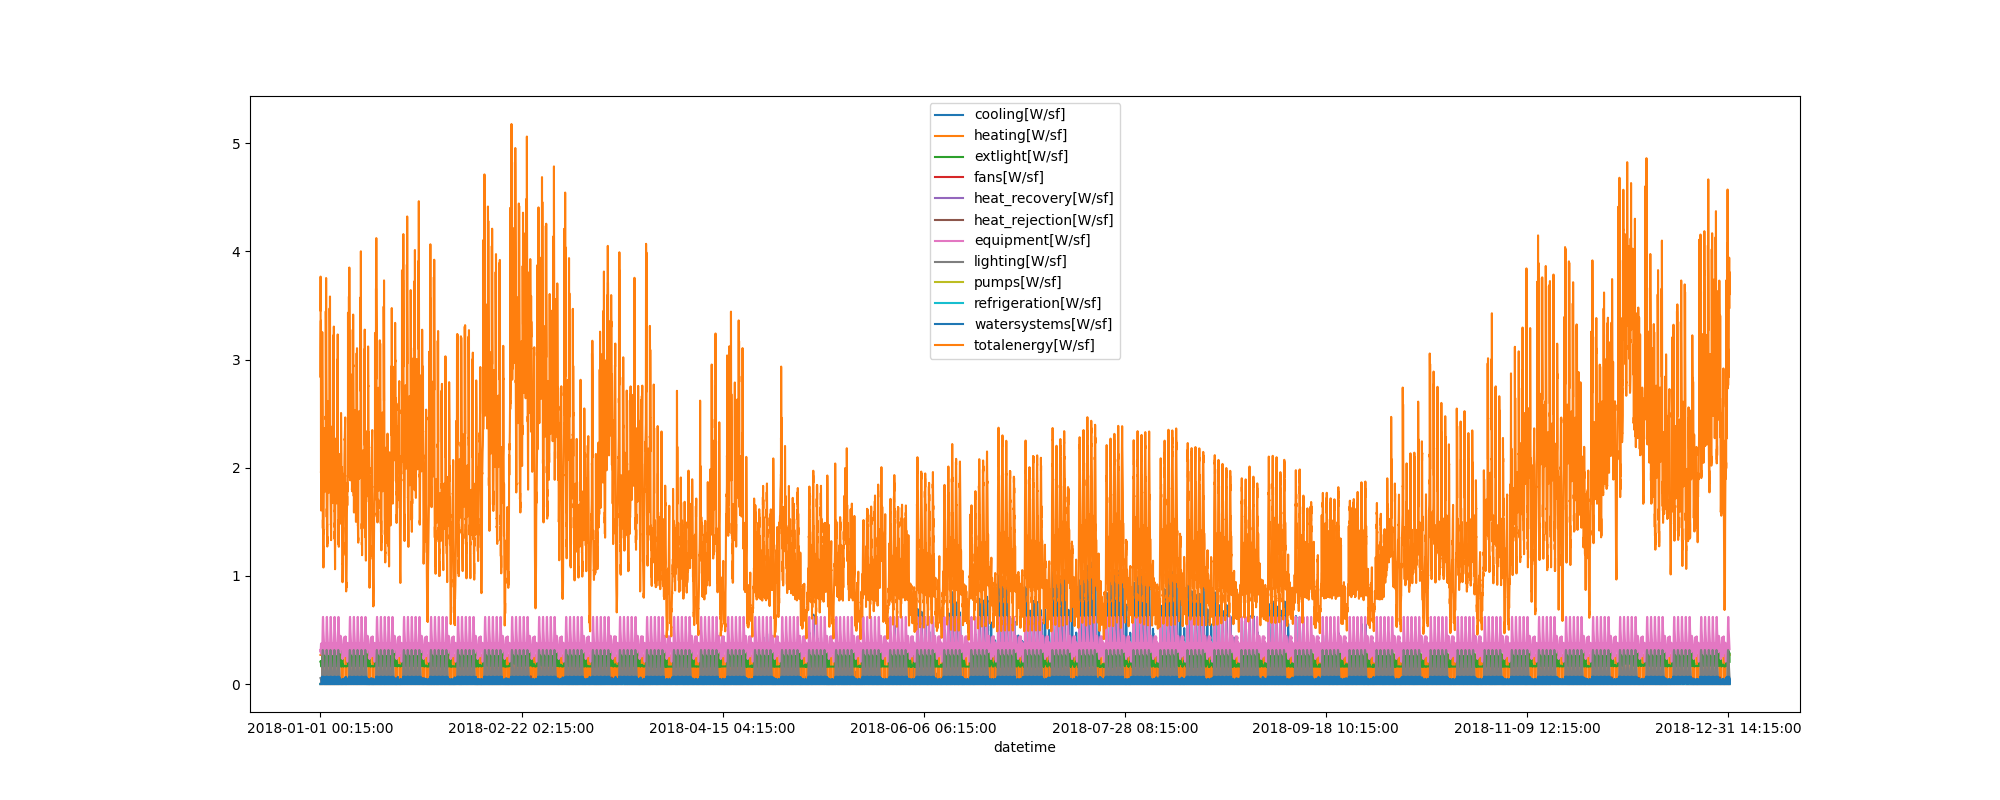 cooling[W/sf]
heating[W/sf]
extlight[W/sf]
fans[W/sf]
heat_recovery[W/sf]
heat_rejection[W/sf]
equipment[W/sf]
lighting[W/sf]
pumps[W/sf]
refrigeration[W/sf]
watersystems[W/sf]
totalenergy[W/sf]
5
4
3
2
1
0
2018-01-01 00:15:00 2018-02-22 02:15:00 2018-04-15 04:15:00 2018-06-06 06:15:00 2018-07-28 08:15:00 2018-09-18 10:15:00 2018-11-09 12:15:00 2018-12-31 14:15:00
datetime